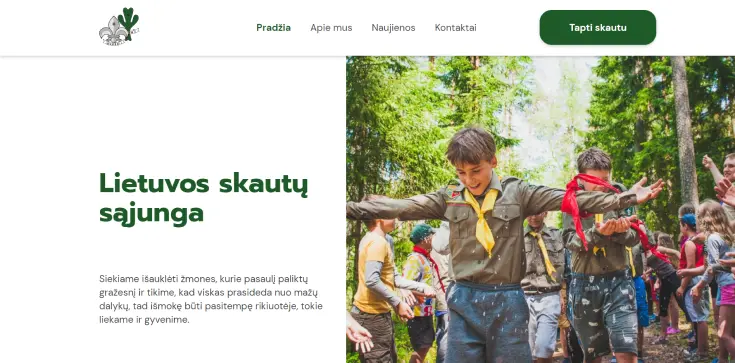 Pradžia
Apie mus
Naujienos
Kontaktai
Tapti skautu
Lietuvos skautų
sąjunga
Siekiame išauklėti žmones, kurie pasaulį paliktų
gražesnį ir tikime, kad viskas prasideda nuo mažų
dalykų, tad išmokę būti pasitempę rikiuotėje, tokie
liekame ir gyvenime.